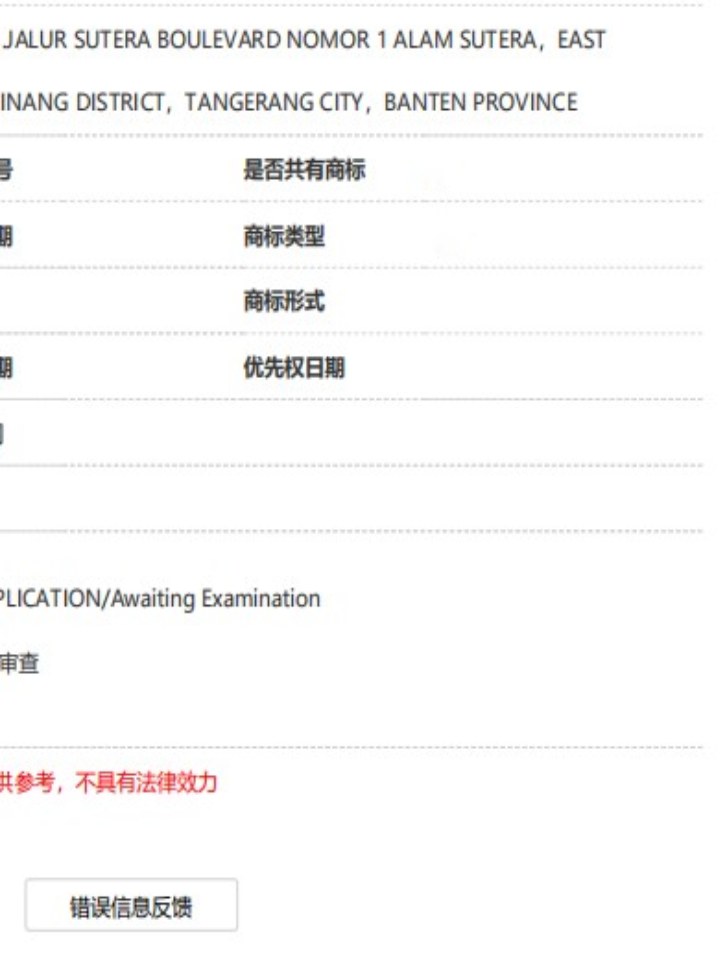 JALUR SUTERA BOULEVARD NOMOR 1 ALAM SUTERA，EAST
INANG DISTRICT，TANGERANG CITY，BANTEN PROVINCE
号 是否共有商标
期 商标类型
商标形式
期 优先权日期
PLICATION/Awaiting Examination
审查
供参考，不具有法律效力
错误信息反馈